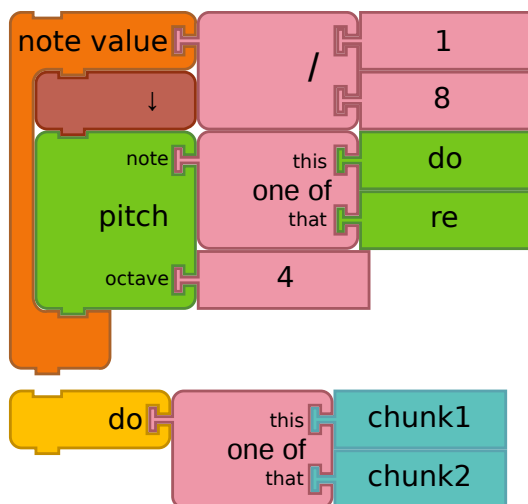 note value / 1
↓ 8
note this do
one of
pitch that re
octave 4
do this chunk1
one of
that chunk2